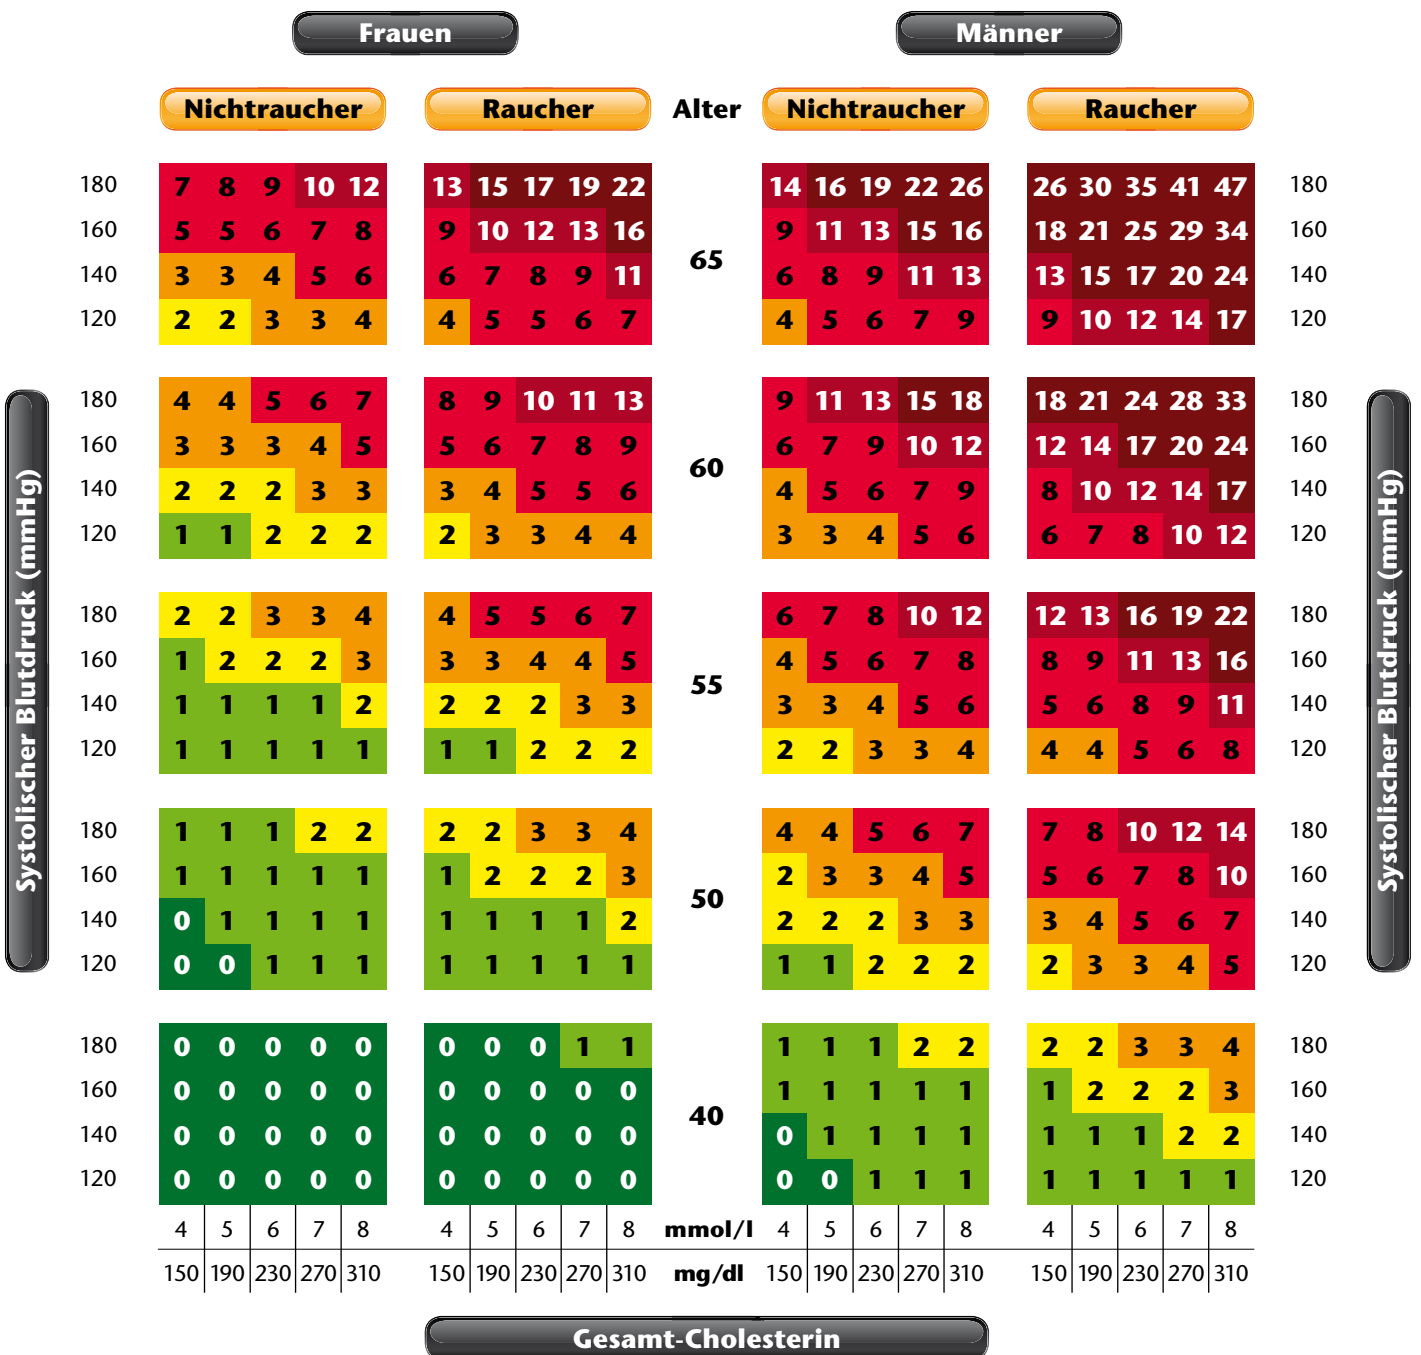 Frauen Männer
Nichtraucher Raucher Alter Nichtraucher Raucher
180 7 8 9 10 12 13 15 17 19 22 14 16 19 22 26 26 30 35 41 47 180
160 5 5 6 7 8 9 10 12 13 16 9 11 13 15 16 18 21 25 29 34 160
65
140 3 3 4 5 6 6 7 8 9 11 6 8 9 11 13 13 15 17 20 24 140
120 2 2 3 3 4 4 5 5 6 7 4 5 6 7 9 9 10 12 14 17 120
180 4 4 5 6 7 8 9 10 11 13 9 11 13 15 18 18 21 24 28 33 180
160 3 3 3 4 5 5 6 7 8 9 6 7 9 10 12 12 14 17 20 24 160
60
140 2 2 2 3 3 3 4 5 5 6 4 5 6 7 9 8 10 12 14 17 140
120 1 1 2 2 2 2 3 3 4 4 3 3 4 5 6 6 7 8 10 12 120
180 2 2 3 3 4 4 5 5 6 7 6 7 8 10 12 12 13 16 19 22 180
160 1 2 2 2 3 3 3 4 4 5 4 5 6 7 8 8 9 11 13 16 160
55
140 1 1 1 1 2 2 2 2 3 3 3 3 4 5 6 5 6 8 9 11 140
120 1 1 1 1 1 1 1 2 2 2 2 2 3 3 4 4 4 5 6 8 120
180 1 1 1 2 2 2 2 3 3 4 4 4 5 6 7 7 8 10 12 14 180
160 1 1 1 1 1 1 2 2 2 3 2 3 3 4 5 5 6 7 8 10 160
50
140 0 1 1 1 1 1 1 1 1 2 2 2 2 3 3 3 4 5 6 7 140
120 0 0 1 1 1 1 1 1 1 1 1 1 2 2 2 2 3 3 4 5 120
180 0 0 0 0 0 0 0 0 1 1 1 1 1 2 2 2 2 3 3 4 180
160 0 0 0 0 0 0 0 0 0 0 1 1 1 1 1 1 2 2 2 3 160
40
140 0 0 0 0 0 0 0 0 0 0 0 1 1 1 1 1 1 1 2 2 140
120 0 0 0 0 0 0 0 0 0 0 0 0 1 1 1 1 1 1 1 1 120
4 5 6 7 8 4 5 6 7 8 mmol/l 4 5 6 7 8 4 5 6 7 8
150 190 230 270 310 150 190 230 270 310 mg/dl 150 190 230 270 310 150 190 230 270 310
Gesamt-Cholesterin
Systolischer Blutdruck (mmHg)
Systolischer Blutdruck (mmHg)